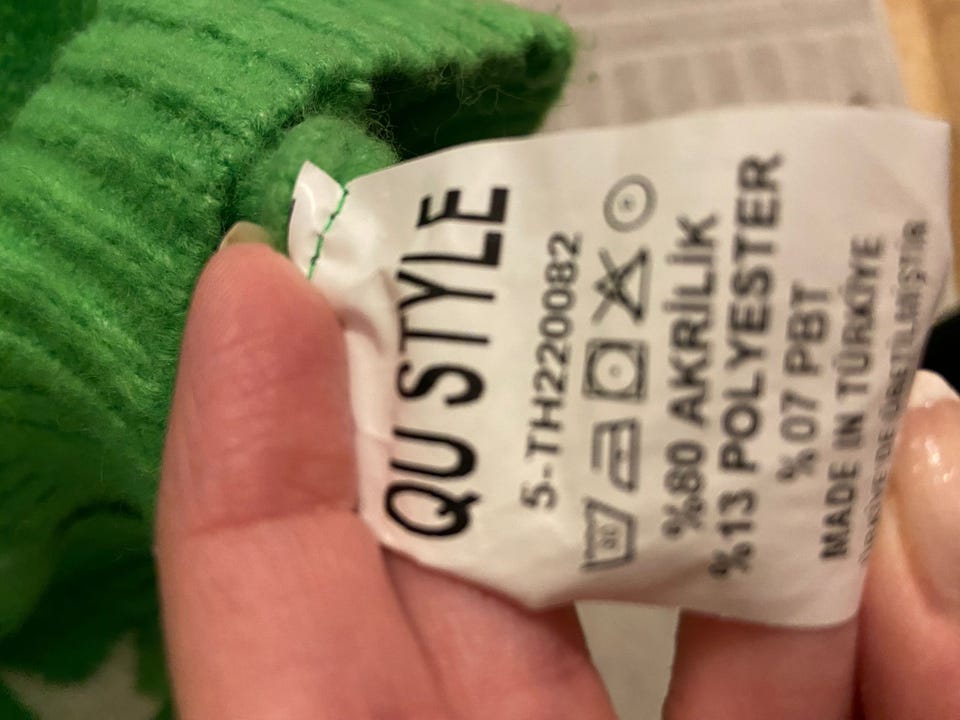 QU STYLE
5-TH220082
%80 AKRİLİK
%13 POLYESTER
%07 PBT
MADE IN TÜRKİYE